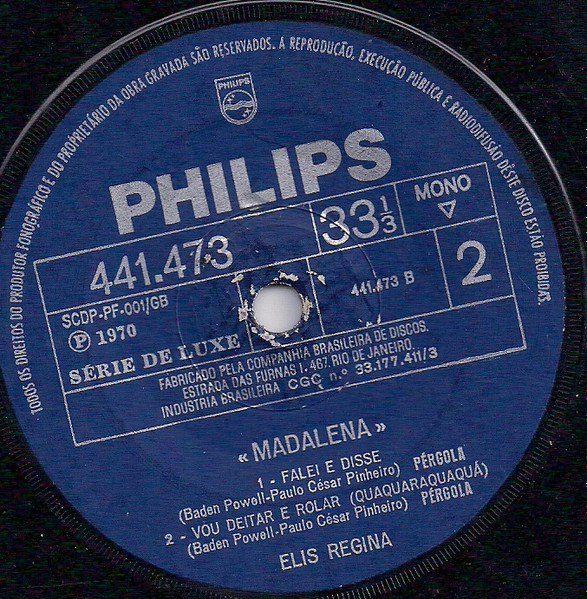 TODOS OS DIREITOS DO PRODUTOR FONOGRÁFICO E DO PROPRIETÁRIO DA OBRA GRAVADA SÃO RESERVADOS. A REPRODUÇÃO, EXECUÇÃO PÚBLICA E RADIODIFUSÃO DESTE DISCO ESTÃO PROIBIDAS.
PHILIPS
PHILIPS
441.473
33 1/3
MONO
SCDP-PF-001/GB
Ⓟ 1970
SÉRIE DE LUXE
441.473 B
2
FABRICADO PELA COMPANHIA BRASILEIRA DE DISCOS.
ESTRADA DAS FURNAS 1.467, RIO DE JANEIRO.
INDUSTRIA BRASILEIRA CGC n.º 33.177.411/3
«MADALENA»
1 - FALEI E DISSE
(Baden Powell-Paulo César Pinheiro) PÉRGOLA
2 - VOU DEITAR E ROLAR (QUAQUARAQUAQUÁ)
(Baden Powell-Paulo César Pinheiro) PÉRGOLA
ELIS REGINA